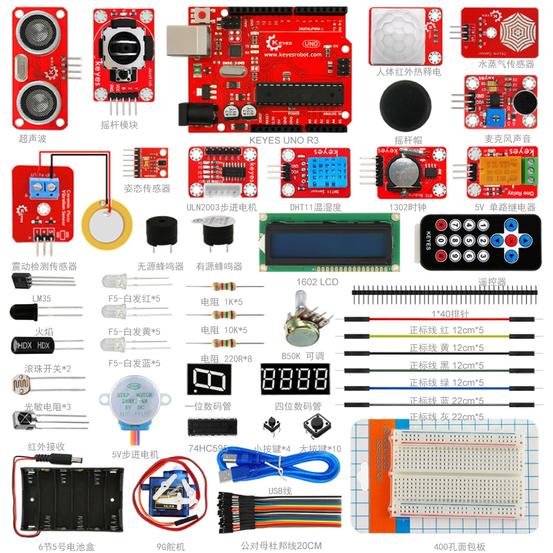 KEYES
UNO
www.keyesrobot.com
超声波
摇杆模块
KEYES UNO R3
人体红外热释电
水蒸气传感器
摇杆帽
麦克风声音
姿态传感器
ULN2003步进电机
DHT11温湿度
1302时钟
5V 单路继电器
震动检测传感器
无源蜂鸣器
有源蜂鸣器
1602 LCD
遥控器
LM35
F5-白发红*5
电阻 1K*5
1*40排针
火焰
F5-白发黄*5
电阻 10K*5
正标线 红 12cm*5
正标线 黄 12cm*5
滚珠开关*2
F5-白发蓝*5
电阻 220R*8
B50K 可调
正标线 黑 12cm*5
正标线 绿 12cm*5
光敏电阻*3
一位数码管
四位数码管
正标线 蓝 22cm*5
正标线 灰 22cm*5
红外接收
5V步进电机
74HC595
小按键*4
大按键*10
USB线
6节5号电池盒
9G舵机
公对母杜邦线20CM
400孔面包板